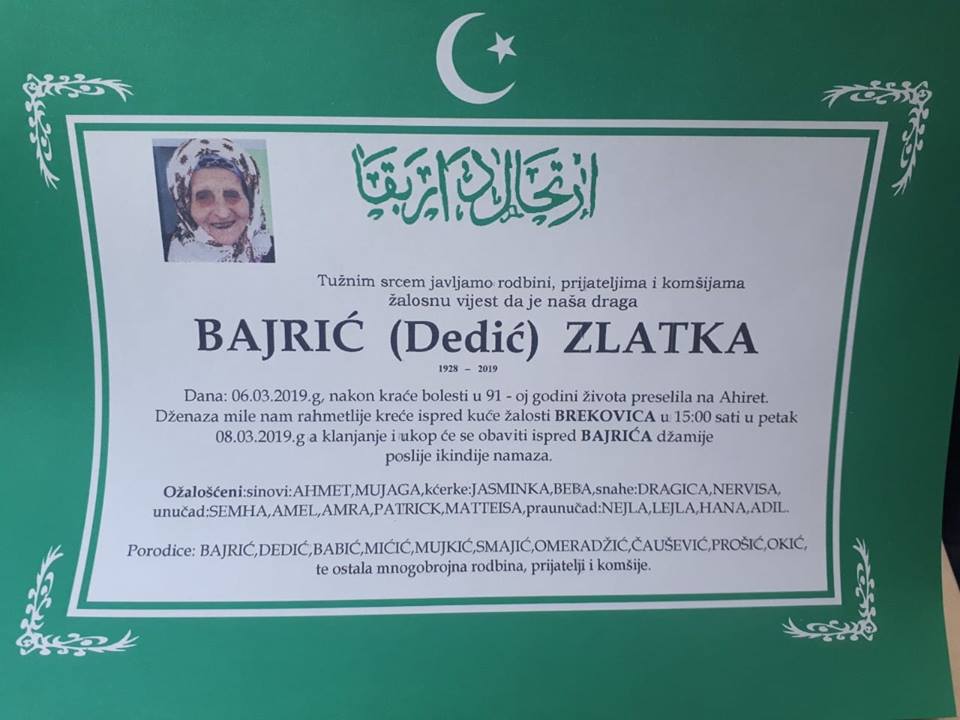 ارتحال دار بقا
Tužnim srcem javljamo rodbini, prijateljima i komšijama
žalosnu vijest da je naša draga
BAJRIĆ (Dedić) ZLATKA
1928 – 2019
Dana: 06.03.2019.g, nakon kraće bolesti u 91 - oj godini života preselila na Ahiret.
Dženaza mile nam rahmetlije kreće ispred kuće žalosti BREKOVICA u 15:00 sati u petak
08.03.2019.g a klanjanje i ukop će se obaviti ispred BAJRIĆA džamije
poslije ikindije namaza.
Ožalošćeni:sinovi:AHMET,MUJAGA,kćerke:JASMINKA,BEBA,snahe:DRAGICA,NERVISA,
unučad:SEMHA,AMEL,AMRA,PATRICK,MATTEISA,praunučad:NEJLA,LEJLA,HANA,ADIL.
Porodice: BAJRIĆ,DEDIĆ,BABIĆ,MIĆIĆ,MUJKIĆ,SMAJIĆ,OMERADŽIĆ,ČAUŠEVIĆ,PROŠIĆ,OKIĆ,
te ostala mnogobrojna rodbina, prijatelji i komšije.